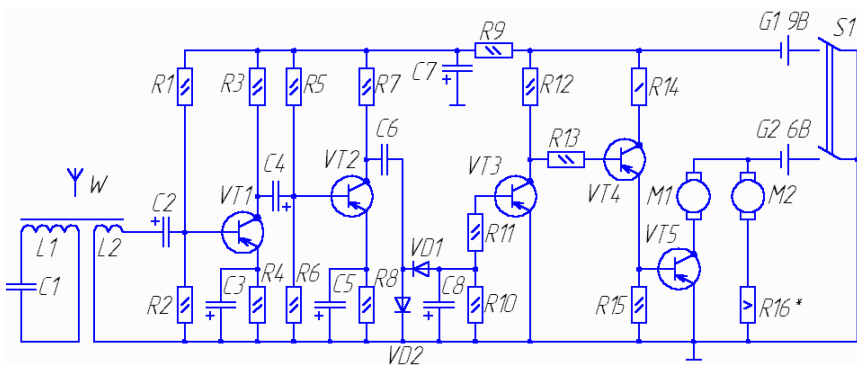 G1 9В
S1
R9
R1
R3
R5
R7
C7
R12
R14
G2 6В
C6
R13
W
VT1
C4
VT2
VT3
VT4
M1
M2
C2
L1
L2
R11
VD1
VT5
C1
R2
C3
R4
R6
C5
R8
C8
R10
R15
R16*
VD2